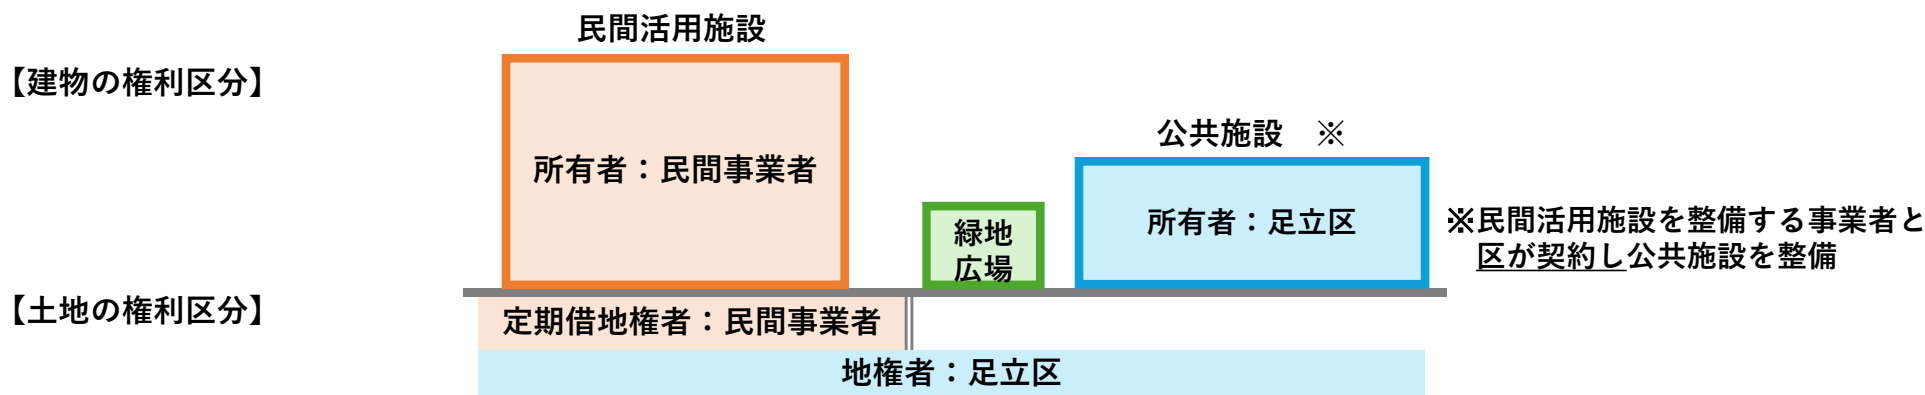 民間活用施設
【建物の権利区分】
公共施設　※
所有者：民間事業者
所有者：足立区
緑地
広場
※民間活用施設を整備する事業者と
区が契約し公共施設を整備
【土地の権利区分】
定期借地権者：民間事業者
地権者：足立区